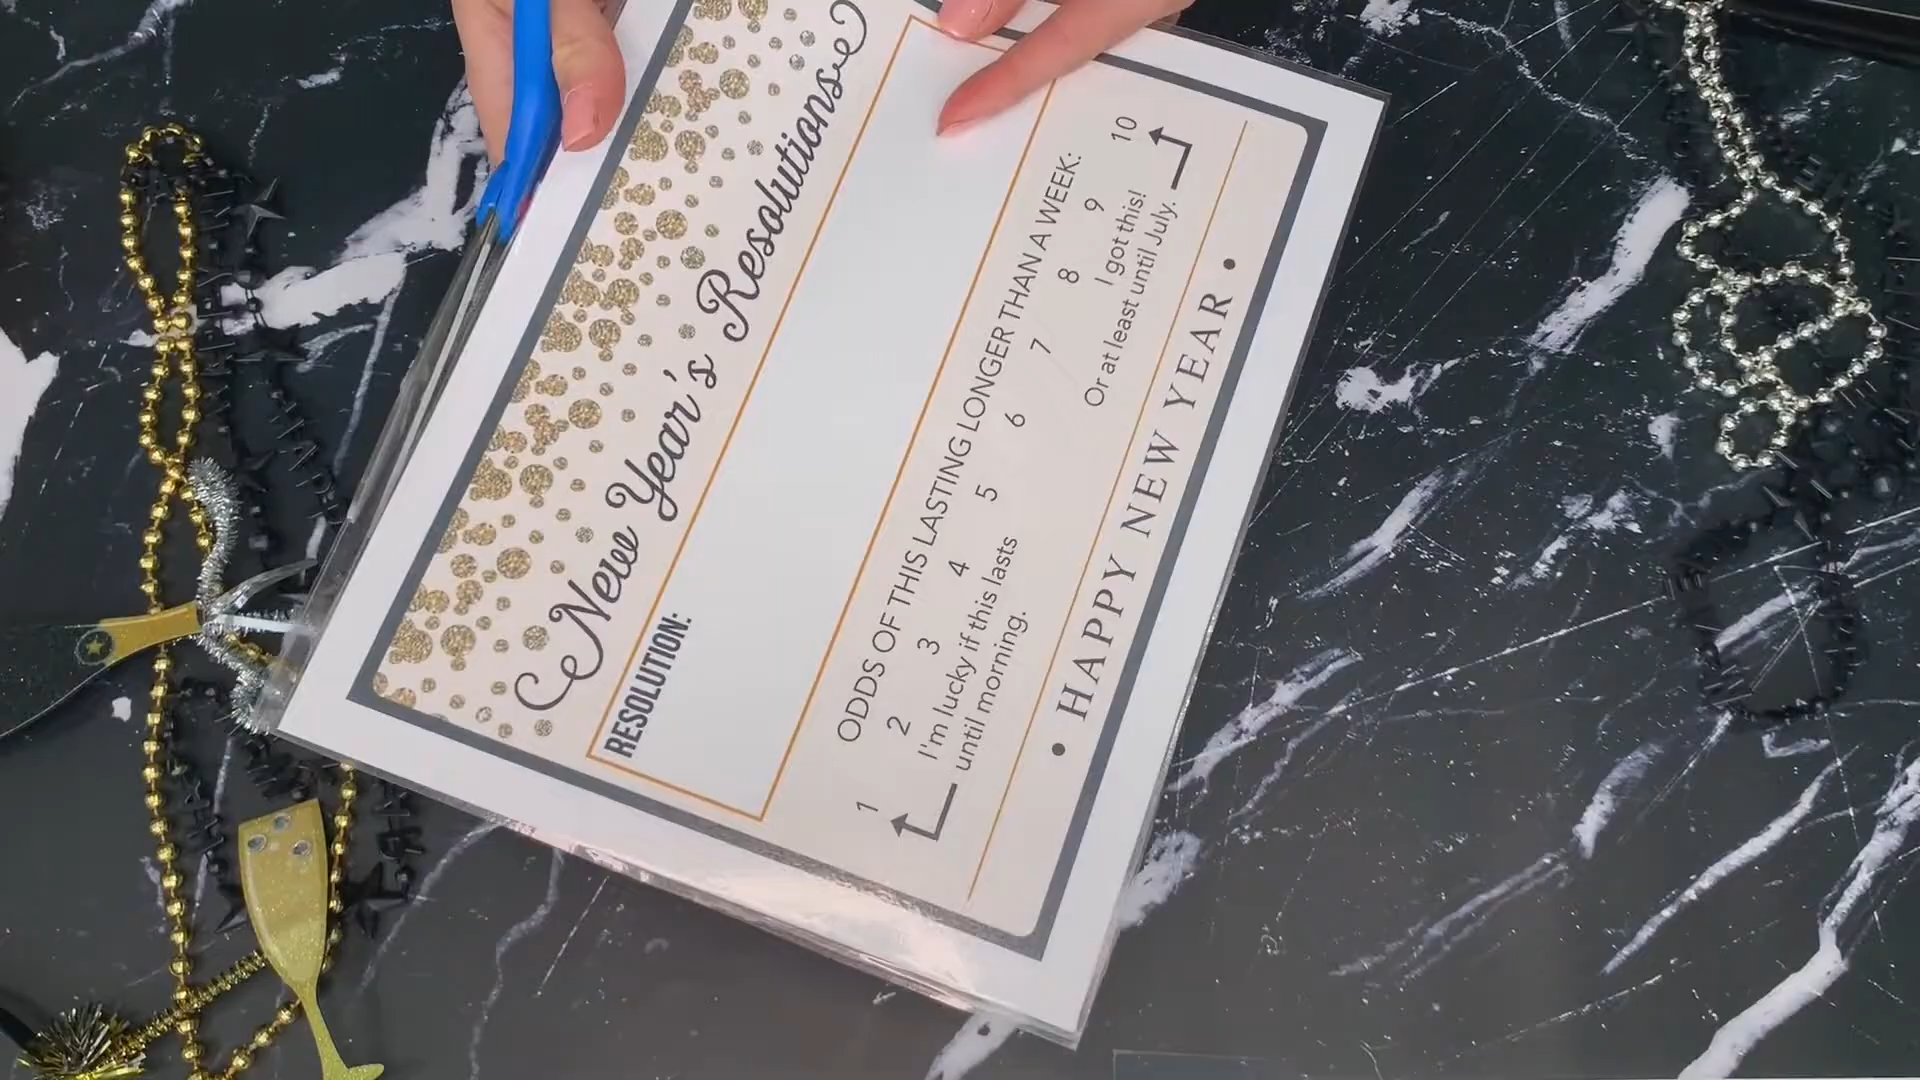 New Year's Resolutions
RESOLUTION:
ODDS OF THIS LASTING LONGER THAN A WEEK:
1 2 3 4 5 6 7 8 9 10
I'm lucky if this lasts
until morning.
I got this!
Or at least until July.
• HAPPY NEW YEAR •